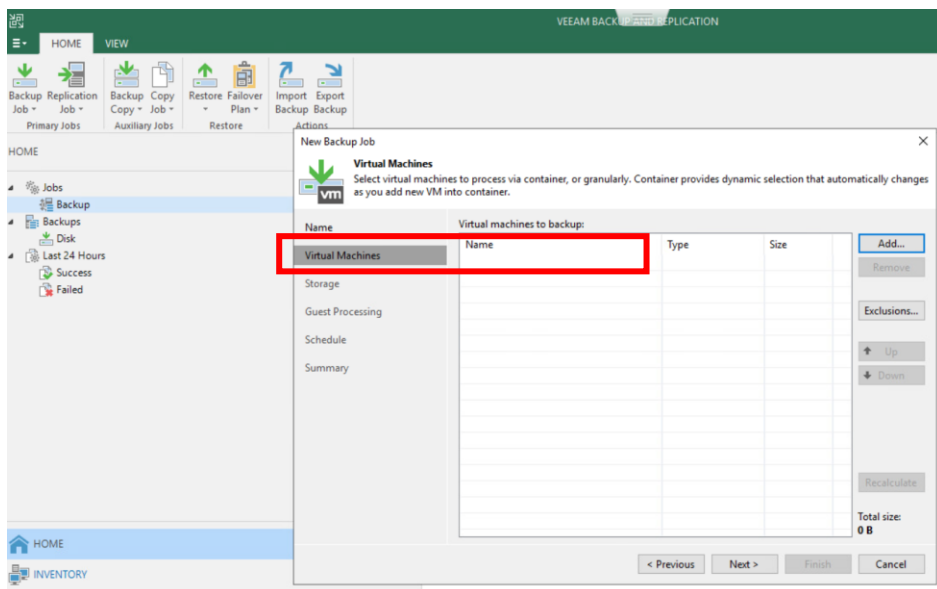 VEEAM BACKUP AND REPLICATION
HOME VIEW
Backup Job Replication Job Backup Copy Copy Job Restore Failover Plan Import Backup Export Backup
Primary Jobs Auxiliary Jobs Restore Actions
HOME
Jobs
Backup
Backups
Disk
Last 24 Hours
Success
Failed
HOME
INVENTORY
New Backup Job
Virtual Machines
Select virtual machines to process via container, or granularly. Container provides dynamic selection that automatically changes
as you add new VM into container.
vm
Name
Virtual Machines
Storage
Guest Processing
Schedule
Summary
Virtual machines to backup:
Name Type Size
Add...
Remove
Exclusions...
Up
Down
Recalculate
Total size:
0 B
< Previous Next > Finish Cancel